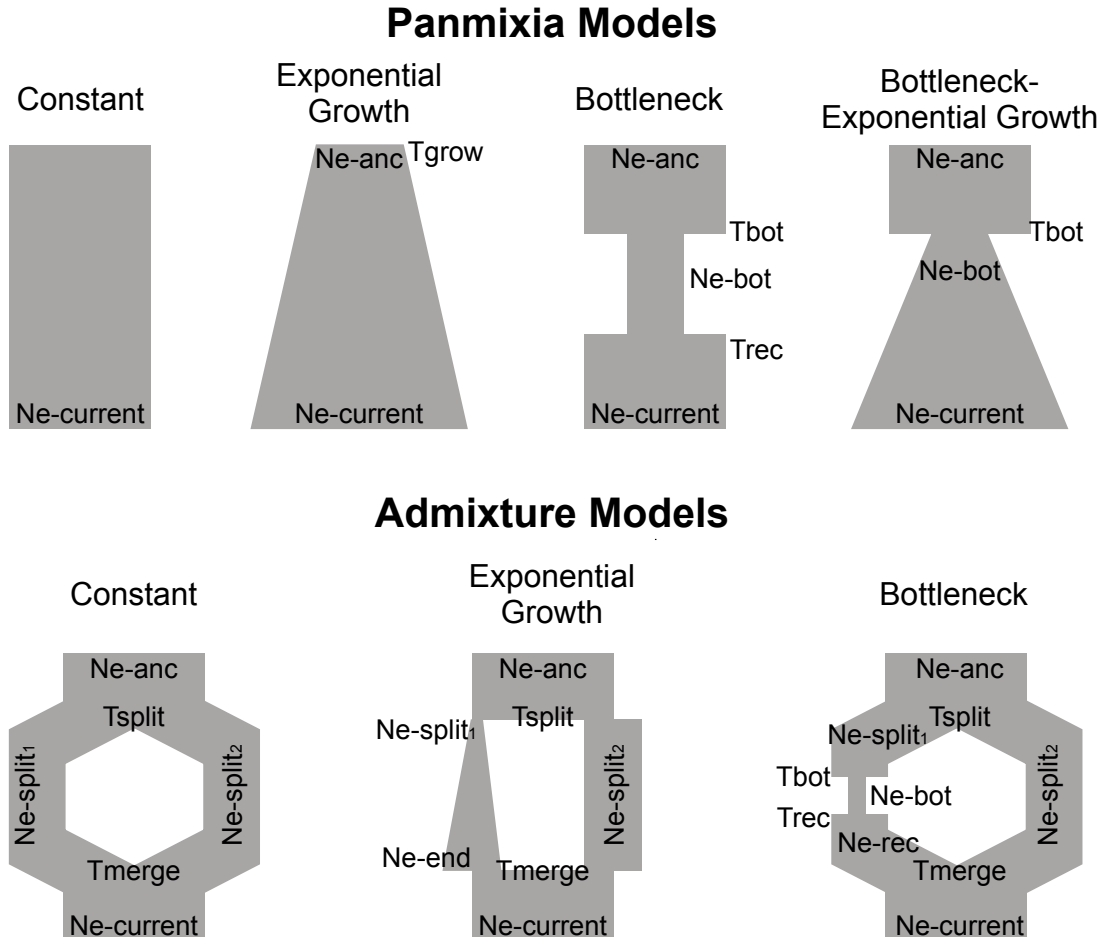 Panmixia Models
Constant
Exponential
Growth
Bottleneck
Bottleneck-
Exponential Growth
Ne-current
Ne-anc
Tgrow
Ne-current
Ne-anc
Tbot
Ne-bot
Trec
Ne-current
Ne-anc
Tbot
Ne-bot
Ne-current
Admixture Models
Constant
Exponential
Growth
Bottleneck
Ne-anc
Tsplit
Ne-split₁
Ne-split₂
Tmerge
Ne-current
Ne-anc
Tsplit
Ne-split₁
Ne-split₂
Ne-end
Tmerge
Ne-current
Ne-anc
Tsplit
Ne-split₁
Ne-split₂
Tbot
Ne-bot
Trec
Ne-rec
Tmerge
Ne-current